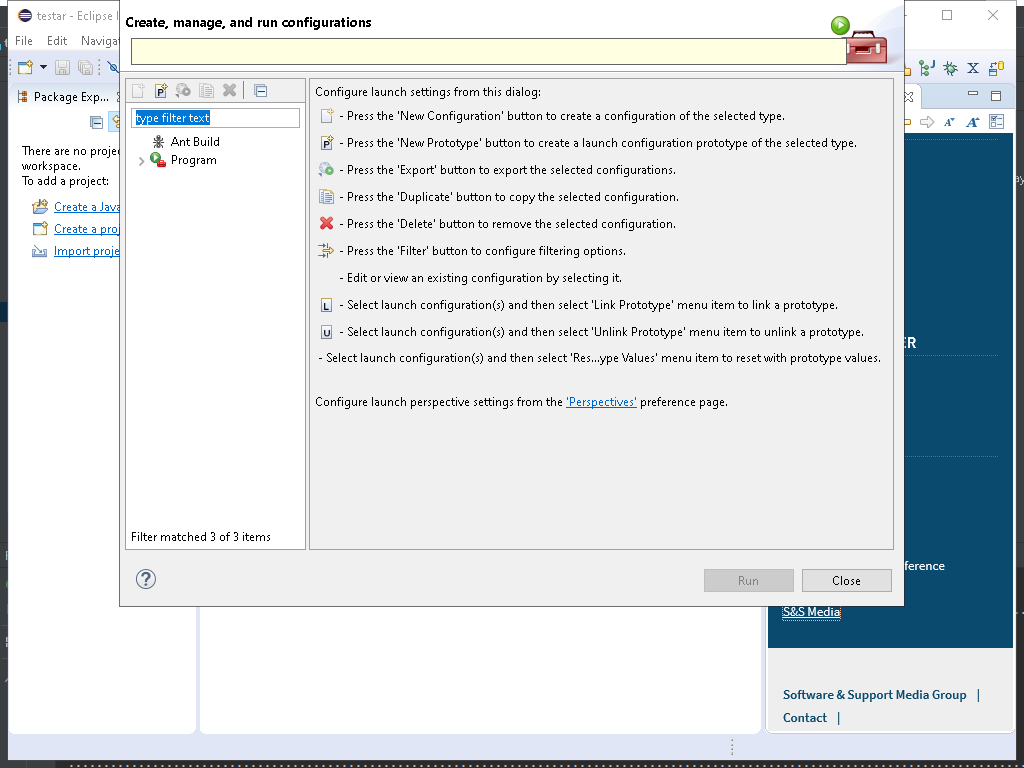 testar - Eclipse I
File Edit Navigat
Package Exp...
There are no proje
workspace.
To add a project:
Create a Java
Create a proj
Import proje
Create, manage, and run configurations
type filter text
Ant Build
Program
Filter matched 3 of 3 items
Configure launch settings from this dialog:
- Press the 'New Configuration' button to create a configuration of the selected type.
- Press the 'New Prototype' button to create a launch configuration prototype of the selected type.
- Press the 'Export' button to export the selected configurations.
- Press the 'Duplicate' button to copy the selected configuration.
- Press the 'Delete' button to remove the selected configuration.
- Press the 'Filter' button to configure filtering options.
- Edit or view an existing configuration by selecting it.
- Select launch configuration(s) and then select 'Link Prototype' menu item to link a prototype.
- Select launch configuration(s) and then select 'Unlink Prototype' menu item to unlink a prototype.
- Select launch configuration(s) and then select 'Res...ype Values' menu item to reset with prototype values.
Configure launch perspective settings from the 'Perspectives' preference page.
Run
Close
ER
ference
S&S Media
Software & Support Media Group |
Contact |